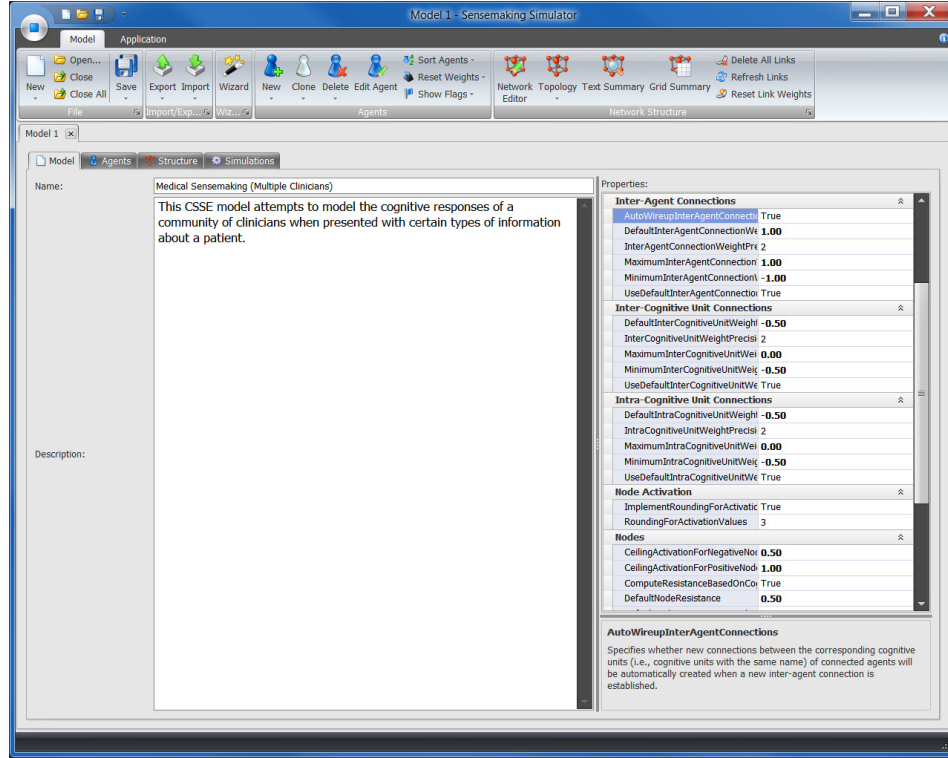 Model 1 - Sensemaking Simulator
Model Application
Open...
Close
Close All
New
Save
File
Export Import
Import/Exp...
Wizard
Wiz...
New Clone Delete Edit Agent
Sort Agents
Reset Weights
Show Flags
Agents
Network Editor
Topology Text Summary Grid Summary
Delete All Links
Refresh Links
Reset Link Weights
Network Structure
Model 1
Model Agents Structure Simulations
Name:
Medical Sensemaking (Multiple Clinicians)
Description:
This CSSE model attempts to model the cognitive responses of a
community of clinicians when presented with certain types of information
about a patient.
Properties:
Inter-Agent Connections
AutoWireupInterAgentConnectio True
DefaultInterAgentConnectionWe 1.00
InterAgentConnectionWeightPre 2
MaximumInterAgentConnection 1.00
MinimumInterAgentConnection -1.00
UseDefaultInterAgentConnection True
Inter-Cognitive Unit Connections
DefaultInterCognitiveUnitWeight -0.50
InterCognitiveUnitWeightPrecisi 2
MaximumInterCognitiveUnitWei 0.00
MinimumInterCognitiveUnitWeig -0.50
UseDefaultInterCognitiveUnitWe True
Intra-Cognitive Unit Connections
DefaultIntraCognitiveUnitWeight -0.50
IntraCognitiveUnitWeightPrecisi 2
MaximumIntraCognitiveUnitWei 0.00
MinimumIntraCognitiveUnitWeig -0.50
UseDefaultIntraCognitiveUnitWe True
Node Activation
ImplementRoundingForActivatic True
RoundingForActivationValues 3
Nodes
CeilingActivationForNegativeNod 0.50
CeilingActivationForPositiveNode 1.00
ComputeResistanceBasedOnCog True
DefaultNodeResistance 0.50
AutoWireupInterAgentConnections
Specifies whether new connections between the corresponding cognitive
units (i.e., cognitive units with the same name) of connected agents will
be automatically created when a new inter-agent connection is
established.